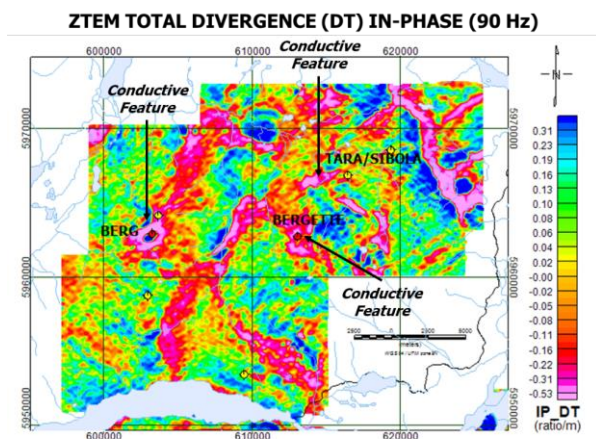 ZTEM TOTAL DIVERGENCE (DT) IN-PHASE (90 Hz)
600000
610000
620000
Conductive
Feature
Conductive
Feature
-N-
5970000
5970000
TARA/SIBOLA
BERG
BERGETTE
5960000
5960000
Conductive
Feature
(meters)
5950000
5950000
600000
610000
620000
0.31
0.23
0.19
0.16
0.13
0.10
0.08
0.06
0.04
0.02
-0.00
-0.02
-0.05
-0.08
-0.11
-0.16
-0.22
-0.31
-0.53
IP_DT
(ratio/m)